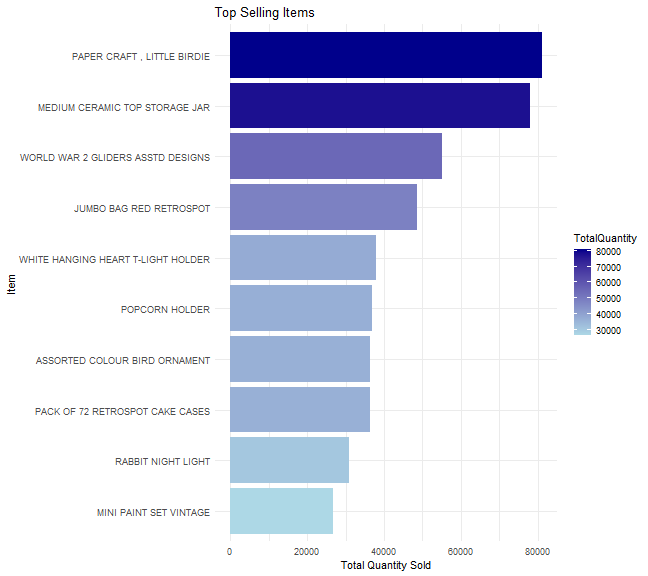 Top Selling Items
PAPER CRAFT , LITTLE BIRDIE
MEDIUM CERAMIC TOP STORAGE JAR
WORLD WAR 2 GLIDERS ASSTD DESIGNS
JUMBO BAG RED RETROSPOT
WHITE HANGING HEART T-LIGHT HOLDER
POPCORN HOLDER
ASSORTED COLOUR BIRD ORNAMENT
PACK OF 72 RETROSPOT CAKE CASES
RABBIT NIGHT LIGHT
MINI PAINT SET VINTAGE
Item
0 20000 40000 60000 80000
Total Quantity Sold
TotalQuantity
80000
70000
60000
50000
40000
30000